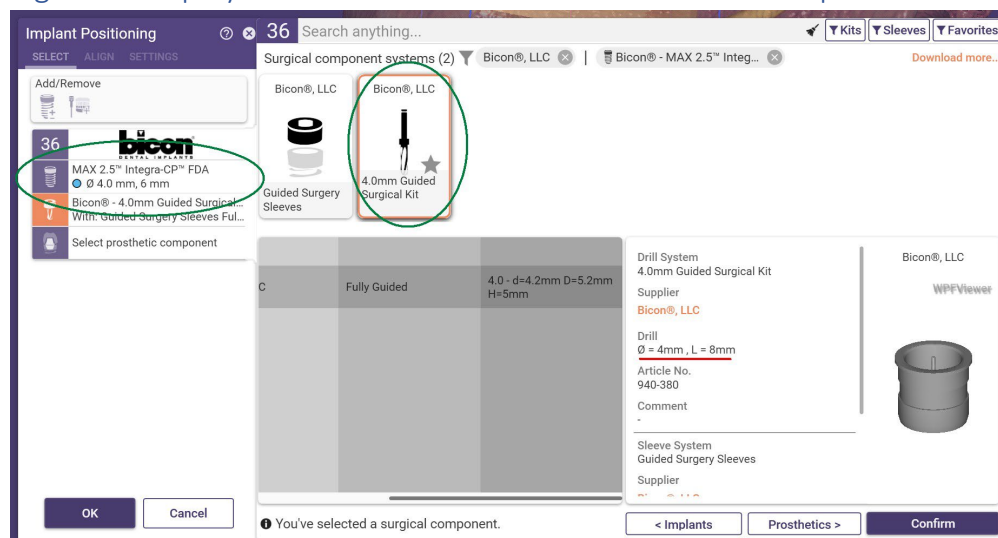 Implant Positioning
SELECT ALIGN SETTINGS
Add/Remove
36
bicon
DENTAL IMPLANTS
MAX 2.5™ Integra-CP™ FDA
Ø 4.0 mm, 6 mm
Bicon® - 4.0mm Guided Surgical...
With: Guided Surgery Sleeves Ful...
Select prosthetic component
OK
Cancel
36
Search anything...
Kits
Sleeves
Favorites
Surgical component systems (2)
Bicon®, LLC
Bicon® - MAX 2.5™ Integ...
Download more..
Bicon®, LLC
Guided Surgery
Sleeves
Bicon®, LLC
4.0mm Guided
Surgical Kit
C
Fully Guided
4.0 - d=4.2mm D=5.2mm
H=5mm
Drill System
4.0mm Guided Surgical Kit
Supplier
Bicon®, LLC
Drill
Ø = 4mm , L = 8mm
Article No.
940-380
Comment
-
Sleeve System
Guided Surgery Sleeves
Supplier
Bicon®, LLC
WPFViewer
You've selected a surgical component.
< Implants
Prosthetics >
Confirm